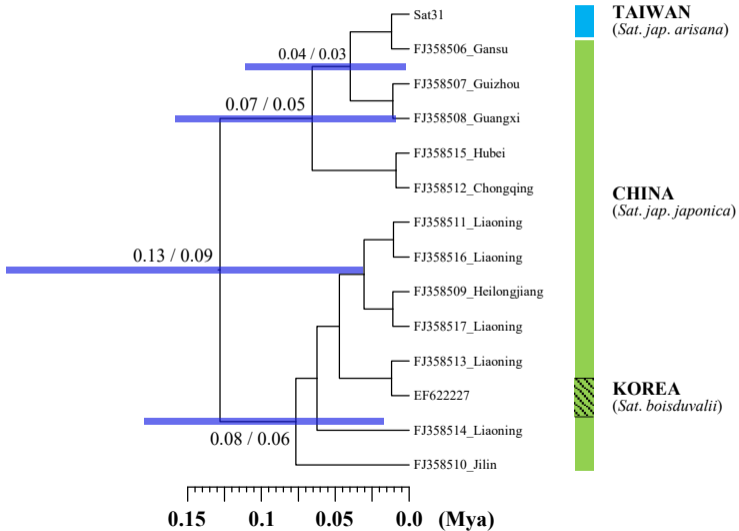 Sat31
TAIWAN
(Sat. jap. arisana)
FJ358506_Gansu
0.04 / 0.03
FJ358507_Guizhou
0.07 / 0.05
FJ358508_Guangxi
FJ358515_Hubei
FJ358512_Chongqing
CHINA
(Sat. jap. japonica)
FJ358511_Liaoning
0.13 / 0.09
FJ358516_Liaoning
FJ358509_Heilongjiang
FJ358517_Liaoning
FJ358513_Liaoning
EF622227
KOREA
(Sat. boisduvalii)
FJ358514_Liaoning
0.08 / 0.06
FJ358510_Jilin
0.15 0.1 0.05 0.0 (Mya)